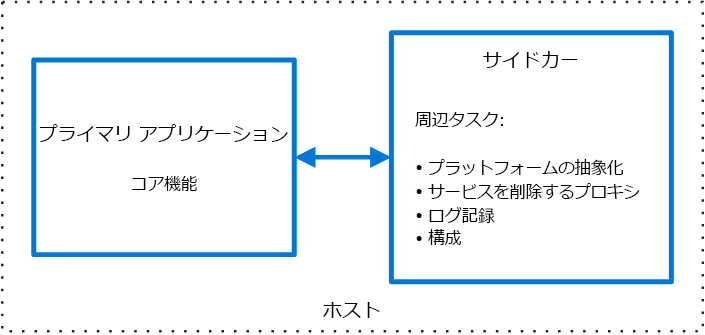 プライマリ アプリケーション
コア機能
サイドカー
周辺タスク:
• プラットフォームの抽象化
• サービスを削除するプロキシ
• ログ記録
• 構成
ホスト